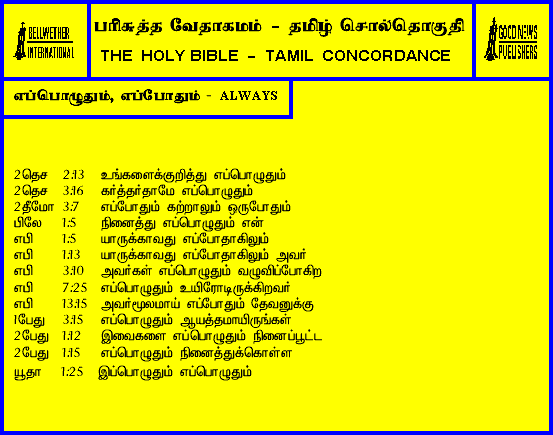 BELLWETHER
INTERNATIONAL
பரிசுத்த வேதாகமம் - தமிழ் சொல்தொகுதி
THE HOLY BIBLE - TAMIL CONCORDANCE
GOOD NEWS
PUBLISHERS
எப்பொழுதும், எப்போதும் - ALWAYS
2தெச 2:13 உங்களைக்குறித்து எப்பொழுதும்
2தெச 3:16 கர்த்தர்தாமே எப்பொழுதும்
2தீமோ 3:7 எப்போதும் கற்றாலும் ஒருபோதும்
பிலே 1:5 நினைத்து எப்பொழுதும் என்
எபி 1:5 யாருக்காவது எப்போதாகிலும்
எபி 1:13 யாருக்காவது எப்போதாகிலும் அவர்
எபி 3:10 அவர்கள் எப்பொழுதும் வழுவிப்போகிற
எபி 7:25 எப்பொழுதும் உயிரோடிருக்கிறவர்
எபி 13:15 அவர்மூலமாய் எப்போதும் தேவனுக்கு
1பேது 3:15 எப்பொழுதும் ஆயத்தமாயிருங்கள்
2பேது 1:12 இவைகளை எப்பொழுதும் நினைப்பூட்ட
2பேது 1:15 எப்பொழுதும் நினைத்துக்கொள்ள
யூதா 1:25 இப்பொழுதும் எப்பொழுதும்